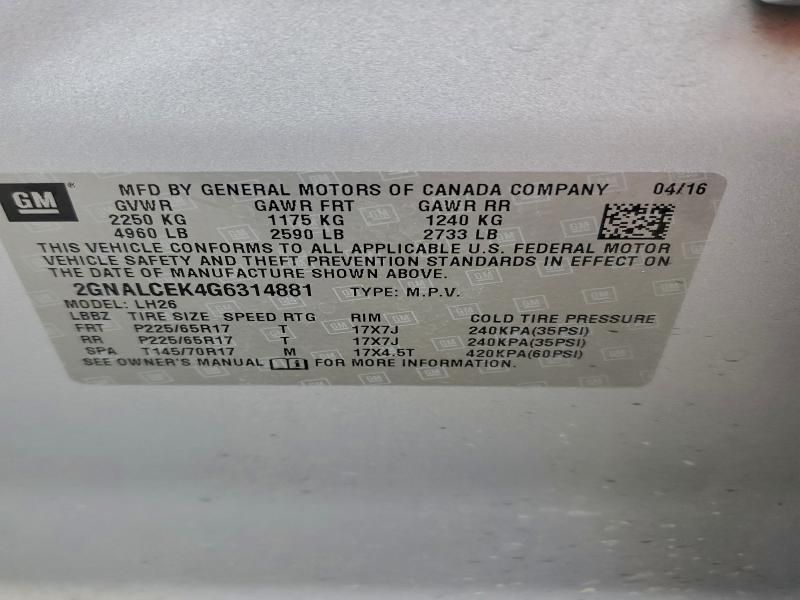 GM ® MFD BY GENERAL MOTORS OF CANADA COMPANY 04/16
GVWR GAWR FRT GAWR RR
2250 KG 1175 KG 1240 KG
4960 LB 2590 LB 2733 LB
THIS VEHICLE CONFORMS TO ALL APPLICABLE U.S. FEDERAL MOTOR
VEHICLE SAFETY AND THEFT PREVENTION STANDARDS IN EFFECT ON
THE DATE OF MANUFACTURE SHOWN ABOVE.
2GNALCEK4G6314881 TYPE: M.P.V.
MODEL: LH26
LBBZ TIRE SIZE SPEED RTG RIM COLD TIRE PRESSURE
FRT P225/65R17 T 17X7J 240KPA(35PSI)
RR P225/65R17 T 17X7J 240KPA(35PSI)
SPA T145/70R17 M 17X4.5T 420KPA(60PSI)
SEE OWNER'S MANUAL FOR MORE INFORMATION.